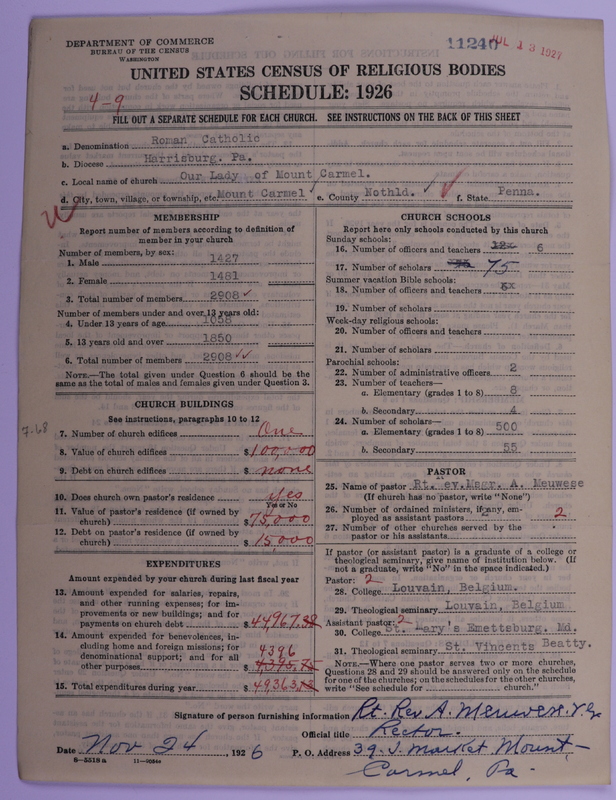 DEPARTMENT OF COMMERCE
BUREAU OF THE CENSUS
WASHINGTON
11240
JUL 13 1927
UNITED STATES CENSUS OF RELIGIOUS BODIES
SCHEDULE: 1926
4-9
FILL OUT A SEPARATE SCHEDULE FOR EACH CHURCH. SEE INSTRUCTIONS ON THE BACK OF THIS SHEET
a. Denomination Roman Catholic
b. Diocese Harrisburg. Pa.
c. Local name of church Our Lady of Mount Carmel.
d. City, town, village, or township, etc. Mount Carmel e. County Nothld. f. State Penna.
MEMBERSHIP
Report number of members according to definition of
member in your church
Number of members, by sex:
1. Male 1427
2. Female 1481
3. Total number of members 2908
Number of members under and over 13 years old:
4. Under 13 years of age 1058
5. 13 years old and over 1850
6. Total number of members 2908
NOTE.—The total given under Question 6 should be the
same as the total of males and females given under Question 3.
CHURCH BUILDINGS
See instructions, paragraphs 10 to 12
7-68
7. Number of church edifices One
8. Value of church edifices $100,000
9. Debt on church edifices $ none
10. Does church own pastor's residence yes
Yes or No
11. Value of pastor's residence (if owned by
church) $75,000
12. Debt on pastor's residence (if owned by
church) $15,000
EXPENDITURES
Amount expended by your church during last fiscal year
13. Amount expended for salaries, repairs,
and other running expenses; for im-
provements or new buildings; and for
payments on church debt $44967.
14. Amount expended for benevolences, in-
cluding home and foreign missions; for
denominational support; and for all
other purposes 4396
$4,395.75
15. Total expenditures during year $49363.
CHURCH SCHOOLS
Report here only schools conducted by this church
Sunday schools:
16. Number of officers and teachers 6
17. Number of scholars 75
Summer vacation Bible schools:
18. Number of officers and teachers
19. Number of scholars
Week-day religious schools:
20. Number of officers and teachers
21. Number of scholars
Parochial schools:
22. Number of administrative officers 2
23. Number of teachers—
a. Elementary (grades 1 to 8) 8
b. Secondary 4
24. Number of scholars—
a. Elementary (grades 1 to 8) 500
b. Secondary 55
PASTOR
25. Name of pastor Rt. Rev. Msgr. A. Meuwese
(If church has no pastor, write "None")
26. Number of ordained ministers, if any, em-
ployed as assistant pastors 2
27. Number of other churches served by the
pastor or his assistants
If pastor (or assistant pastor) is a graduate of a college or
theological seminary, give name of institution below. (If
not a graduate, write "No" in the space indicated.)
Pastor: 2
28. College Louvain, Belgium.
29. Theological seminary Louvain, Belgium
Assistant pastor: 2
30. College St. Mary's Emettsburg. Md.
31. Theological seminary St. Vincents Beatty.
NOTE.—Where one pastor serves two or more churches,
Questions 28 and 29 should be answered only on the schedule
for one of the churches; on the schedules for the other churches,
write "See schedule for church."
Signature of person furnishing information Rt. Rev A. Meuwese
Official title Rector.
Date Nov 24, 1926 P. O. Address 39. S. Market Mount-
Carmel, Pa-
8-5518 a 11-9034